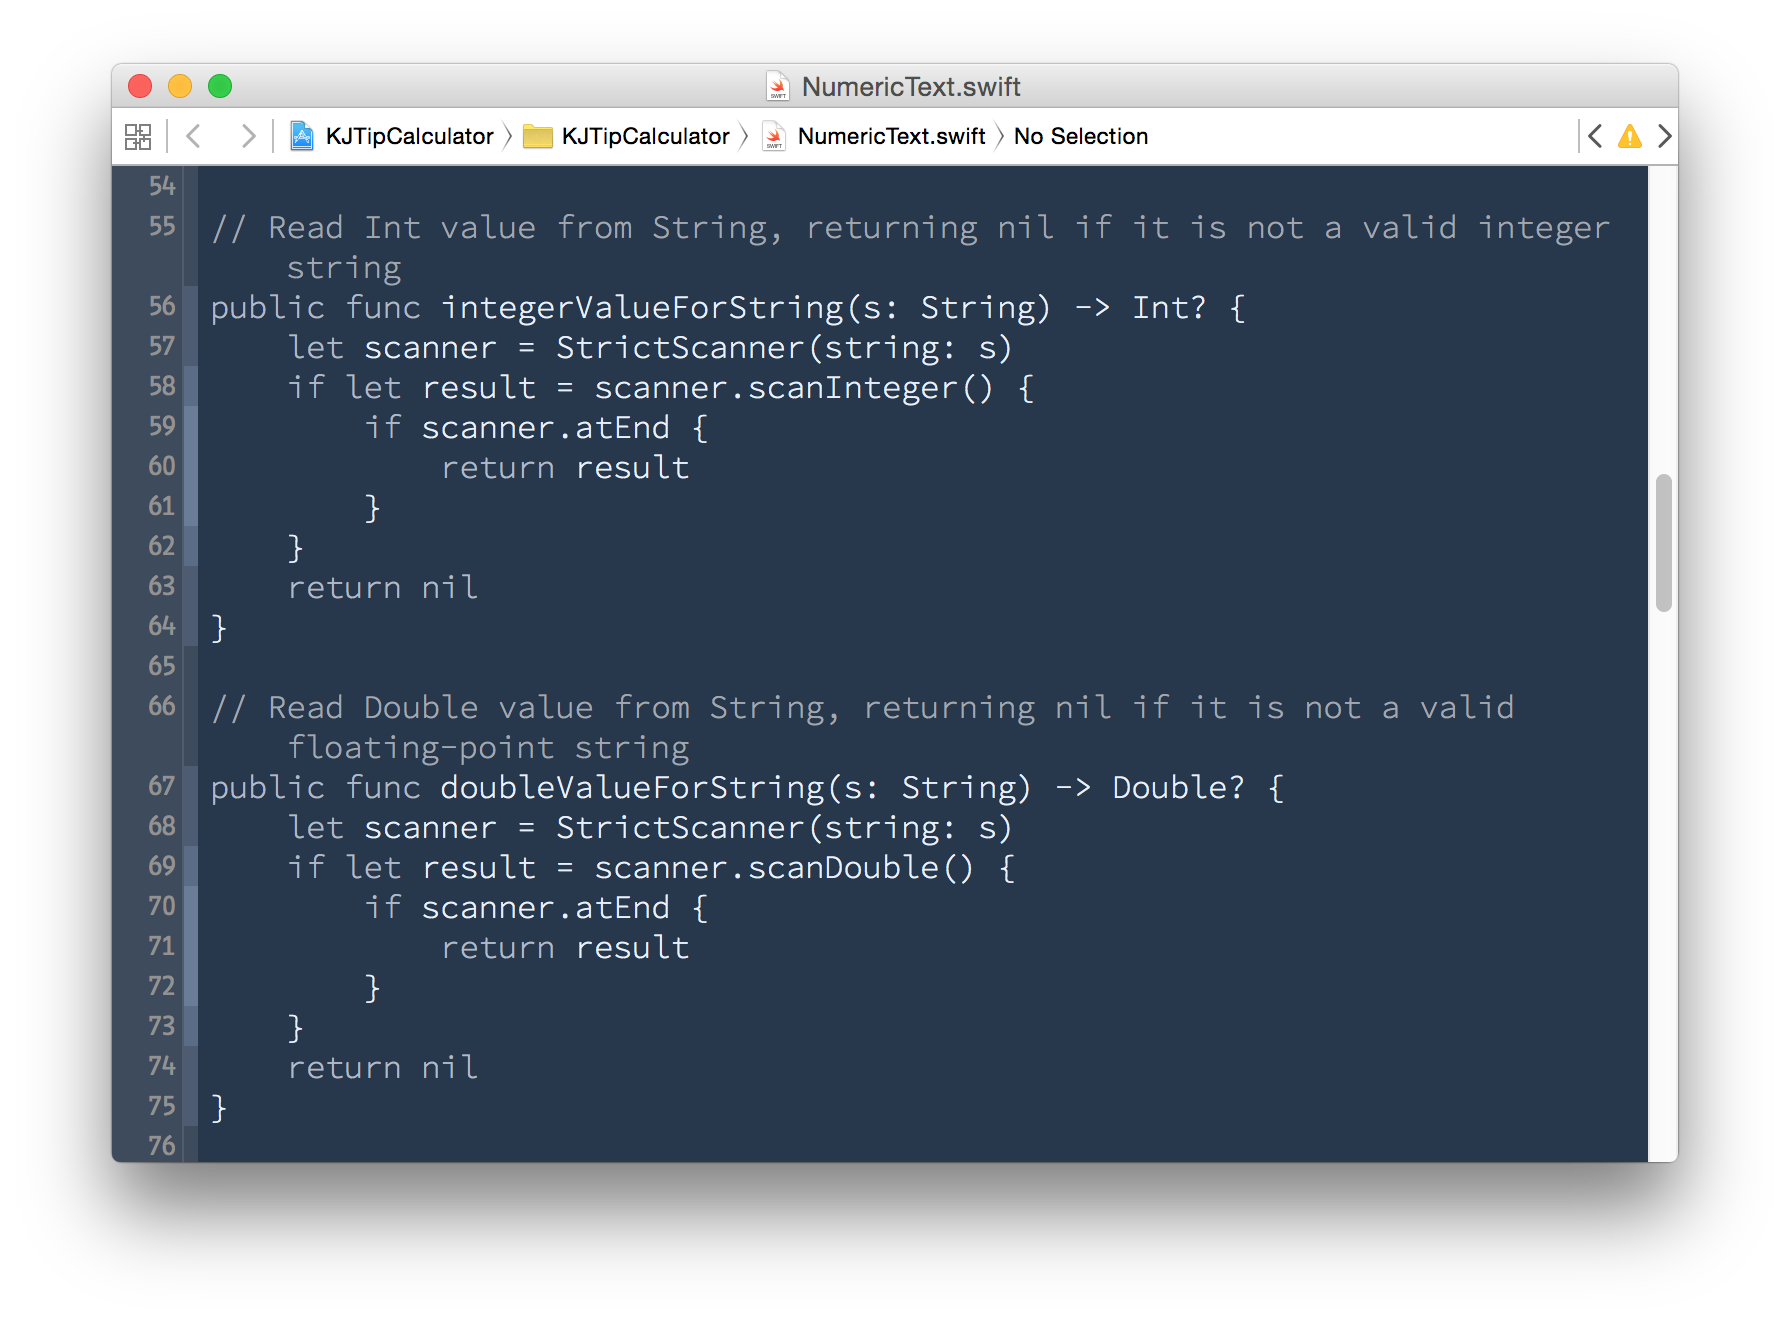 NumericText.swift
KJTipCalculator KJTipCalculator NumericText.swift No Selection
54
55 // Read Int value from String, returning nil if it is not a valid integer
string
56 public func integerValueForString(s: String) -> Int? {
57     let scanner = StrictScanner(string: s)
58     if let result = scanner.scanInteger() {
59         if scanner.atEnd {
60             return result
61         }
62     }
63     return nil
64 }
65
66 // Read Double value from String, returning nil if it is not a valid
floating-point string
67 public func doubleValueForString(s: String) -> Double? {
68     let scanner = StrictScanner(string: s)
69     if let result = scanner.scanDouble() {
70         if scanner.atEnd {
71             return result
72         }
73     }
74     return nil
75 }
76